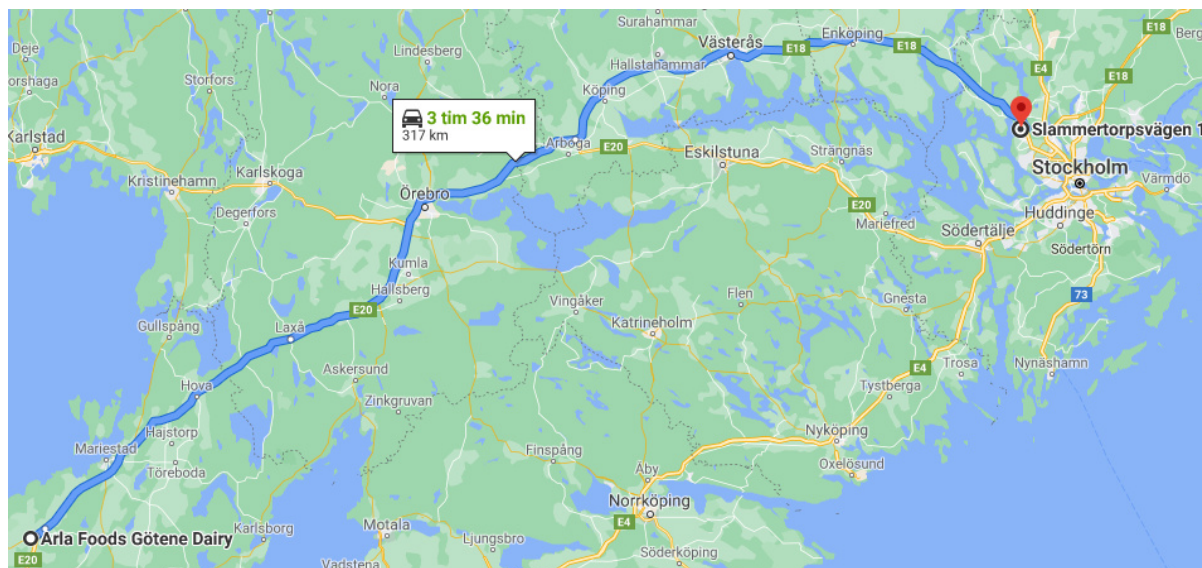 Deje
Surahammar
E18
Storfors
Lindesberg
Västerås
E18
Enköping
E18
E4
Hallstahammar
E18
Nora
Köping
3 tim 36 min
317 km
Karlstad
Arboga
E20
Eskilstuna
Strängnäs
Slammertorpsvägen 1
Stockholm
Värmdö
Kristinehamn
Karlskoga
Örebro
E20
Mariefred
Huddinge
Degerfors
Södertälje
Södertörn
Kumla
Hallsberg
E20
Vingåker
Flen
Gnesta
73
Gullspång
Laxå
Katrineholm
Askersund
E4
Trosa
Nynäshamn
Hova
Zinkgruvan
Tystberga
Mariestad
Hajstorp
Töreboda
Finspång
Nyköping
Åby
Oxelösund
Norrköping
E4
Arla Foods Götene Dairy
Karlsborg
Motala
Ljungsbro
E20
Vadstena
Söderköping